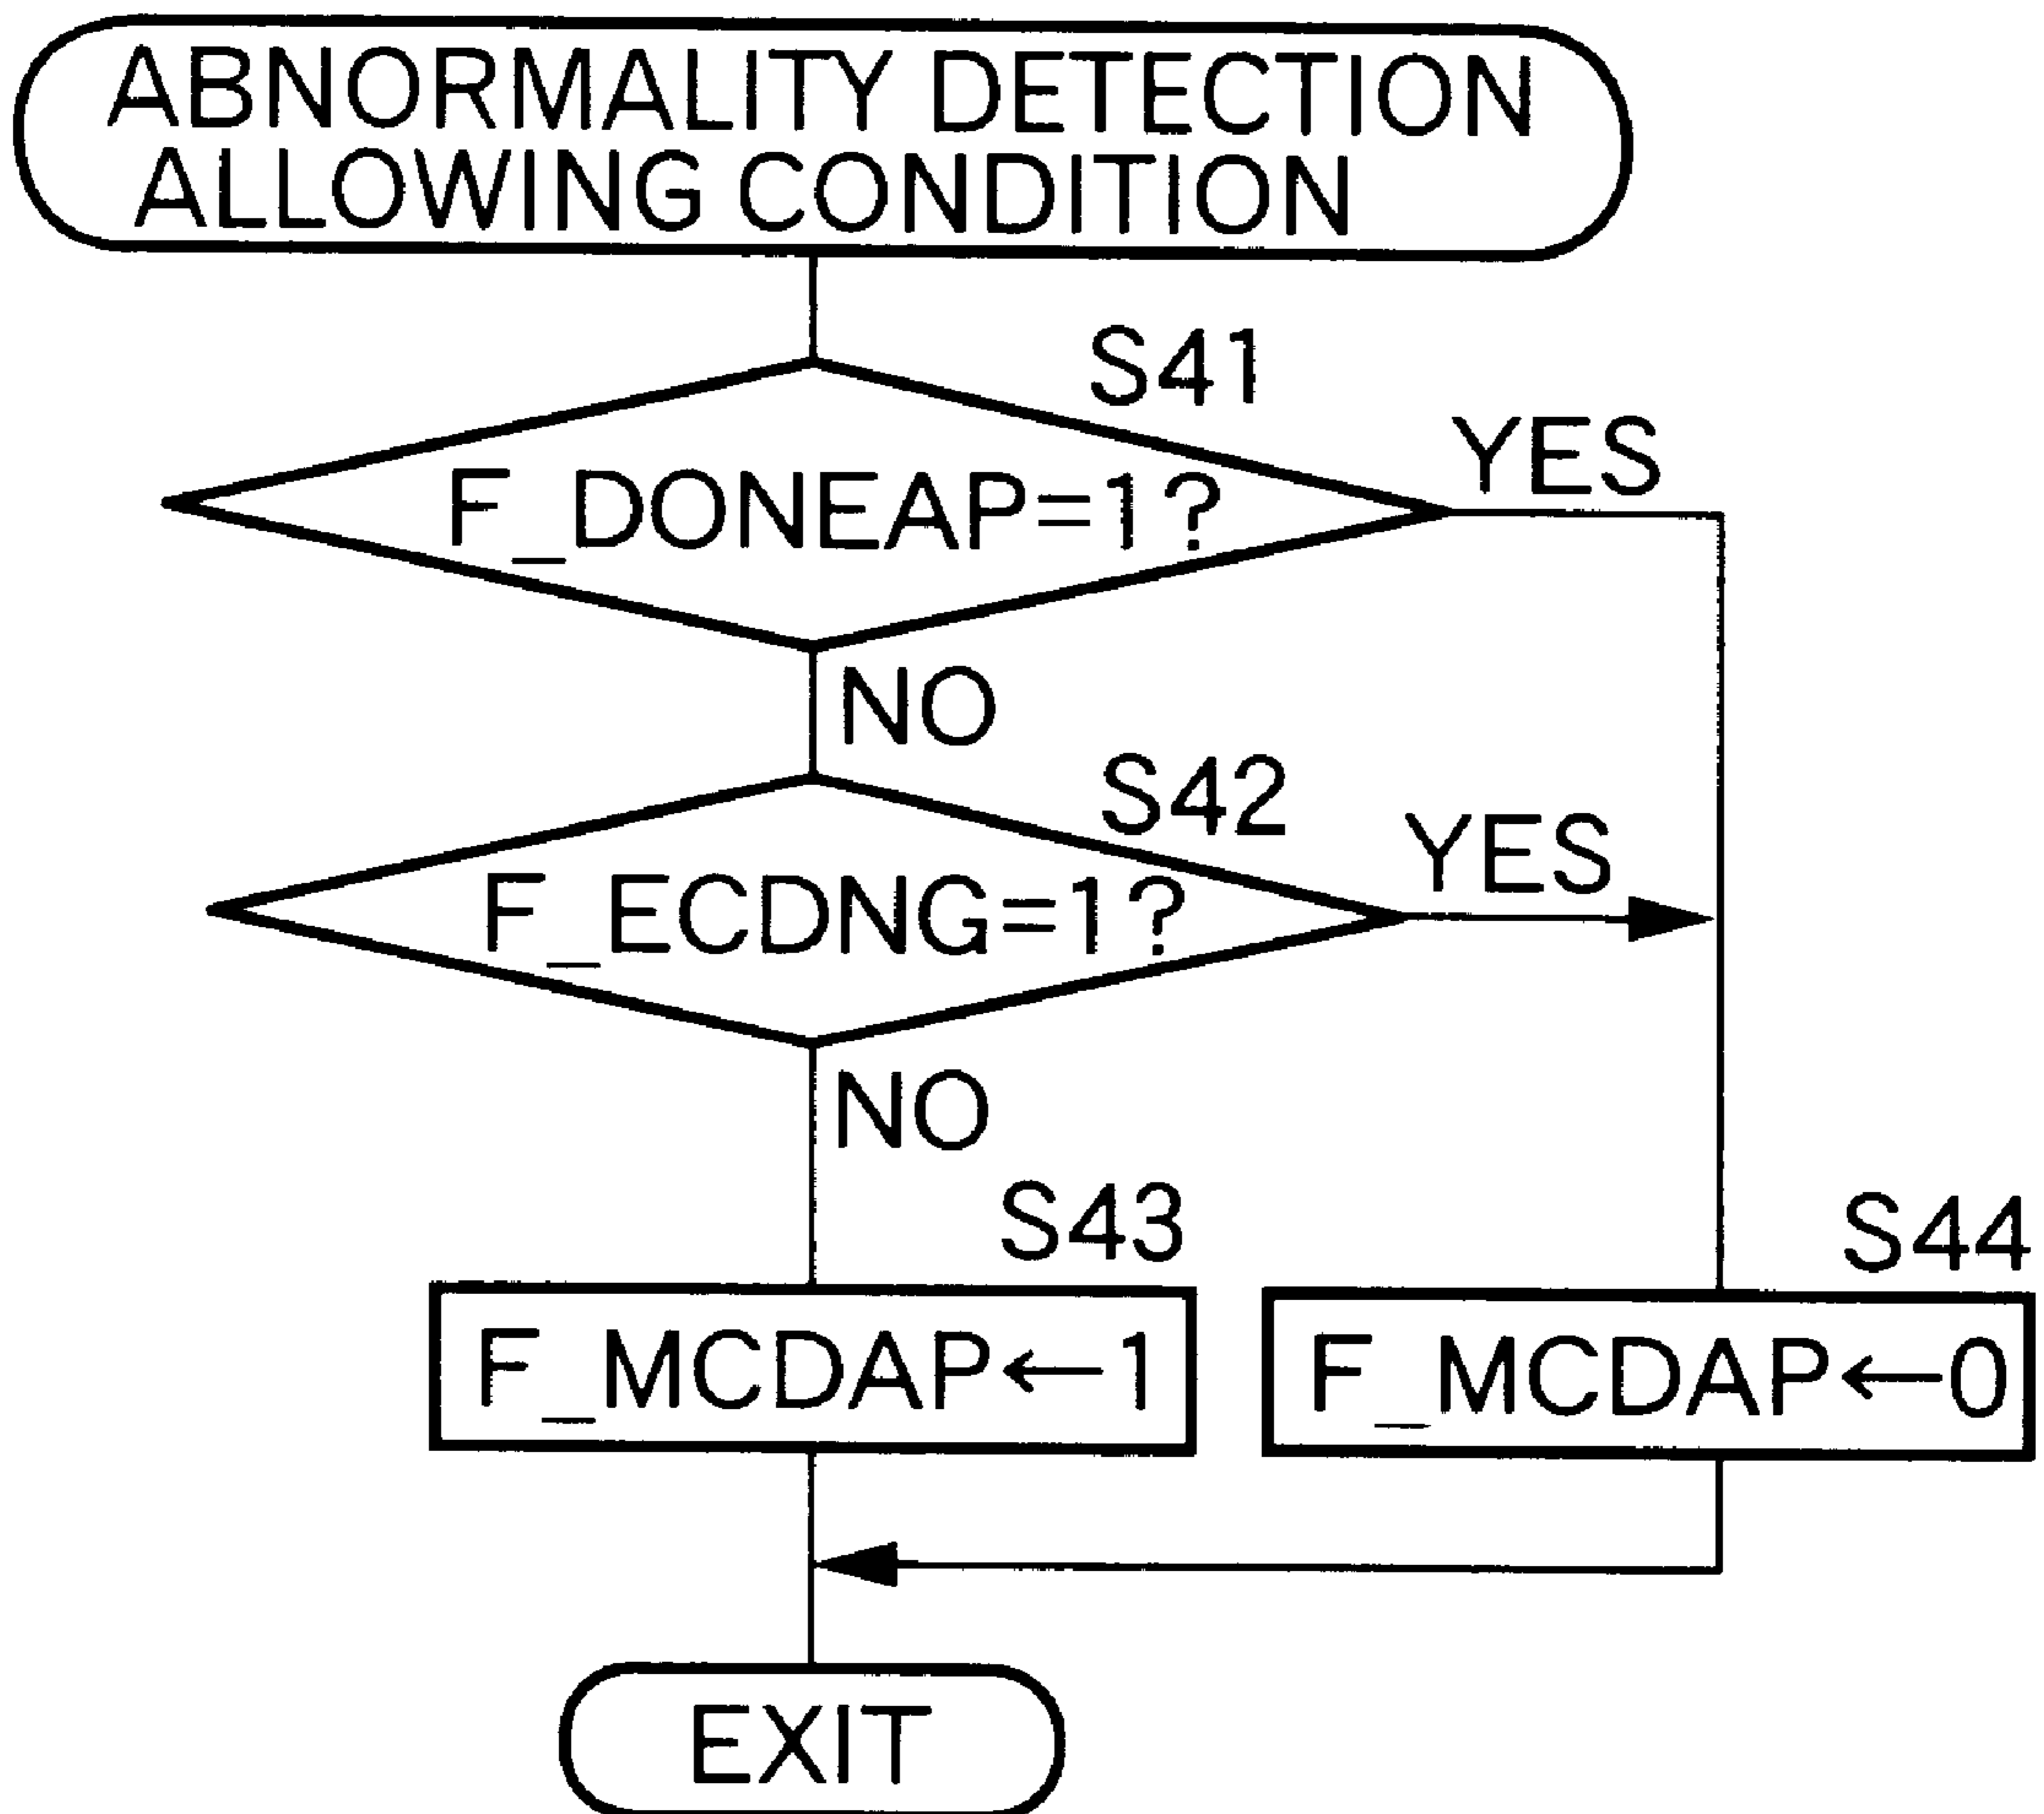 ABNORMALITY DETECTION
ALLOWING CONDITION
S41
F_DONEAP=1?
YES
NO
S42
F_ECDNG=1?
YES
NO
S43
F_MCDAP←1
S44
F_MCDAP←0
EXIT